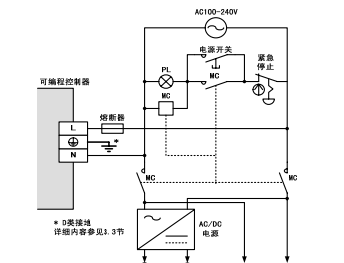 AC100-240V
电源开关
紧急
停止
PL
MC
MC
可编程控制器
熔断器
L
*
N
MC
MC
* D类接地
详细内容参见3.3节
AC/DC
电源